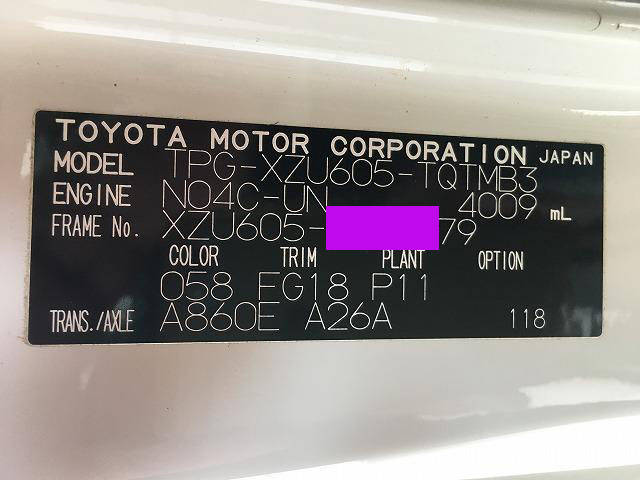 TOYOTA MOTOR CORPORATION JAPAN
MODEL TPG-XZU605-TQTMB3
ENGINE N04C-UN 4009 mL
FRAME No. XZU605- 79
COLOR TRIM PLANT OPTION
058 FG18 P11
TRANS./AXLE A860E A26A 118